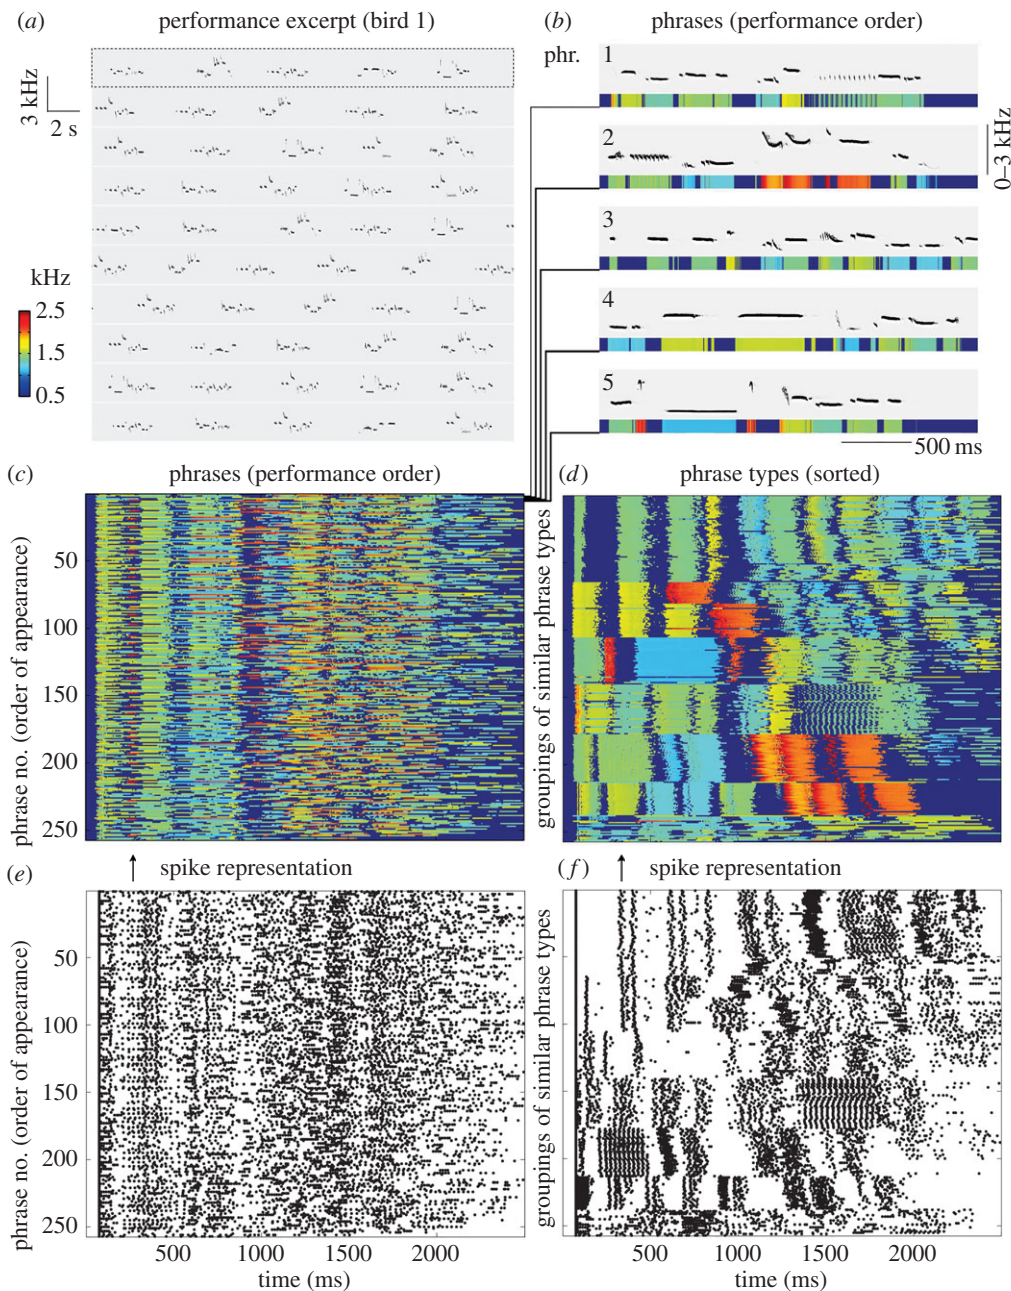 (a) performance excerpt (bird 1)
3 kHz
2 s
kHz
2.5
1.5
0.5
(b) phrases (performance order)
phr.
1
2
3
4
5
0–3 kHz
500 ms
(c) phrases (performance order)
phrase no. (order of appearance)
50
100
150
200
250
(d) phrase types (sorted)
groupings of similar phrase types
(e) spike representation
phrase no. (order of appearance)
50
100
150
200
250
500 1000 1500 2000
time (ms)
(f) spike representation
groupings of similar phrase types
500 1000 1500 2000
time (ms)